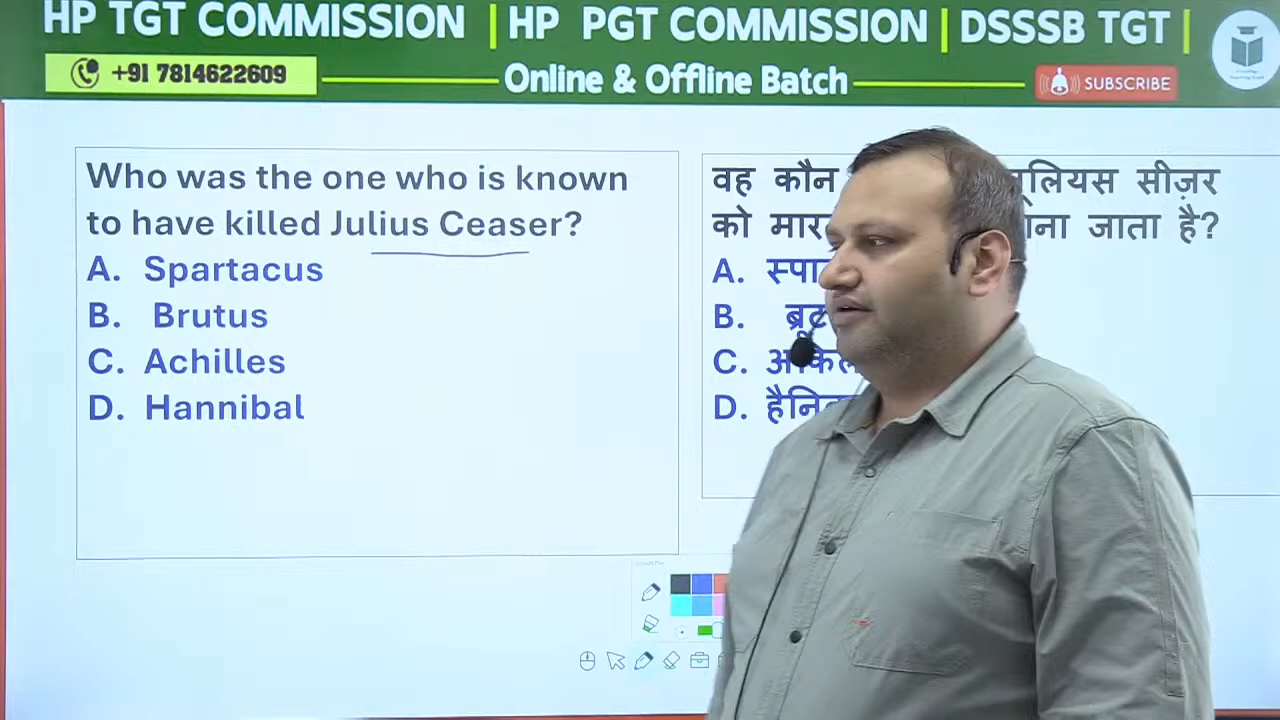 HP TGT COMMISSION | HP PGT COMMISSION | DSSSB TGT |
+91 7814622609
Online & Offline Batch
SUBSCRIBE
Who was the one who is known
to have killed Julius Ceaser?
A. Spartacus
B. Brutus
C. Achilles
D. Hannibal
वह कौन सीज़र
को जाता है?
A.
B.
C.
D.